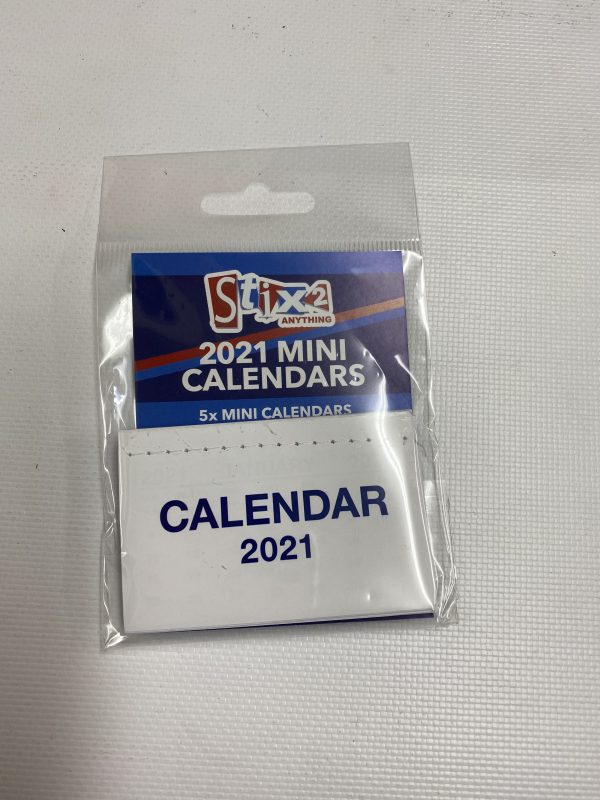 Stix2
ANYTHING
2021 MINI
CALENDARS
5x MINI CALENDARS
CALENDAR
2021